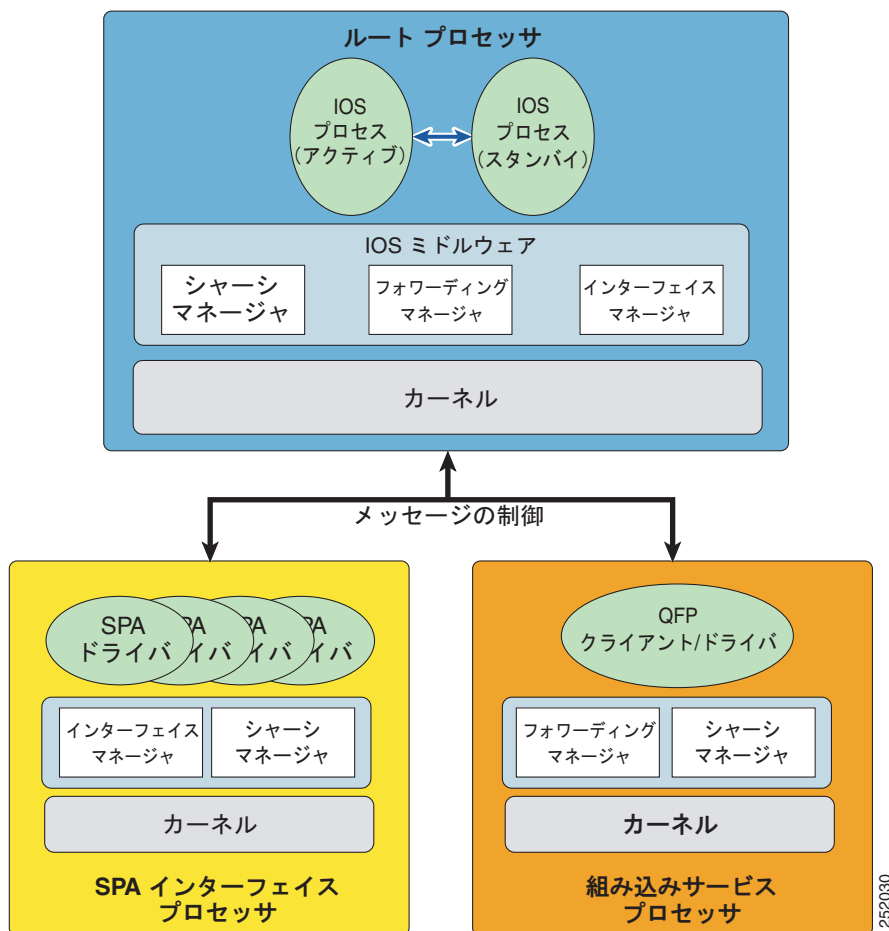 ルート プロセッサ
IOS
プロセス
(アクティブ)
IOS
プロセス
(スタンバイ)
IOS ミドルウェア
シャーシ
マネージャ
フォワーディング
マネージャ
インターフェイス
マネージャ
カーネル
メッセージの制御
SPA
ドライバ
PA
イバ
PA
イバ
PA
イバ
インターフェイス
マネージャ
シャーシ
マネージャ
カーネル
SPA インターフェイス
プロセッサ
QFP
クライアント/ドライバ
フォワーディング
マネージャ
シャーシ
マネージャ
カーネル
組み込みサービス
プロセッサ
252030